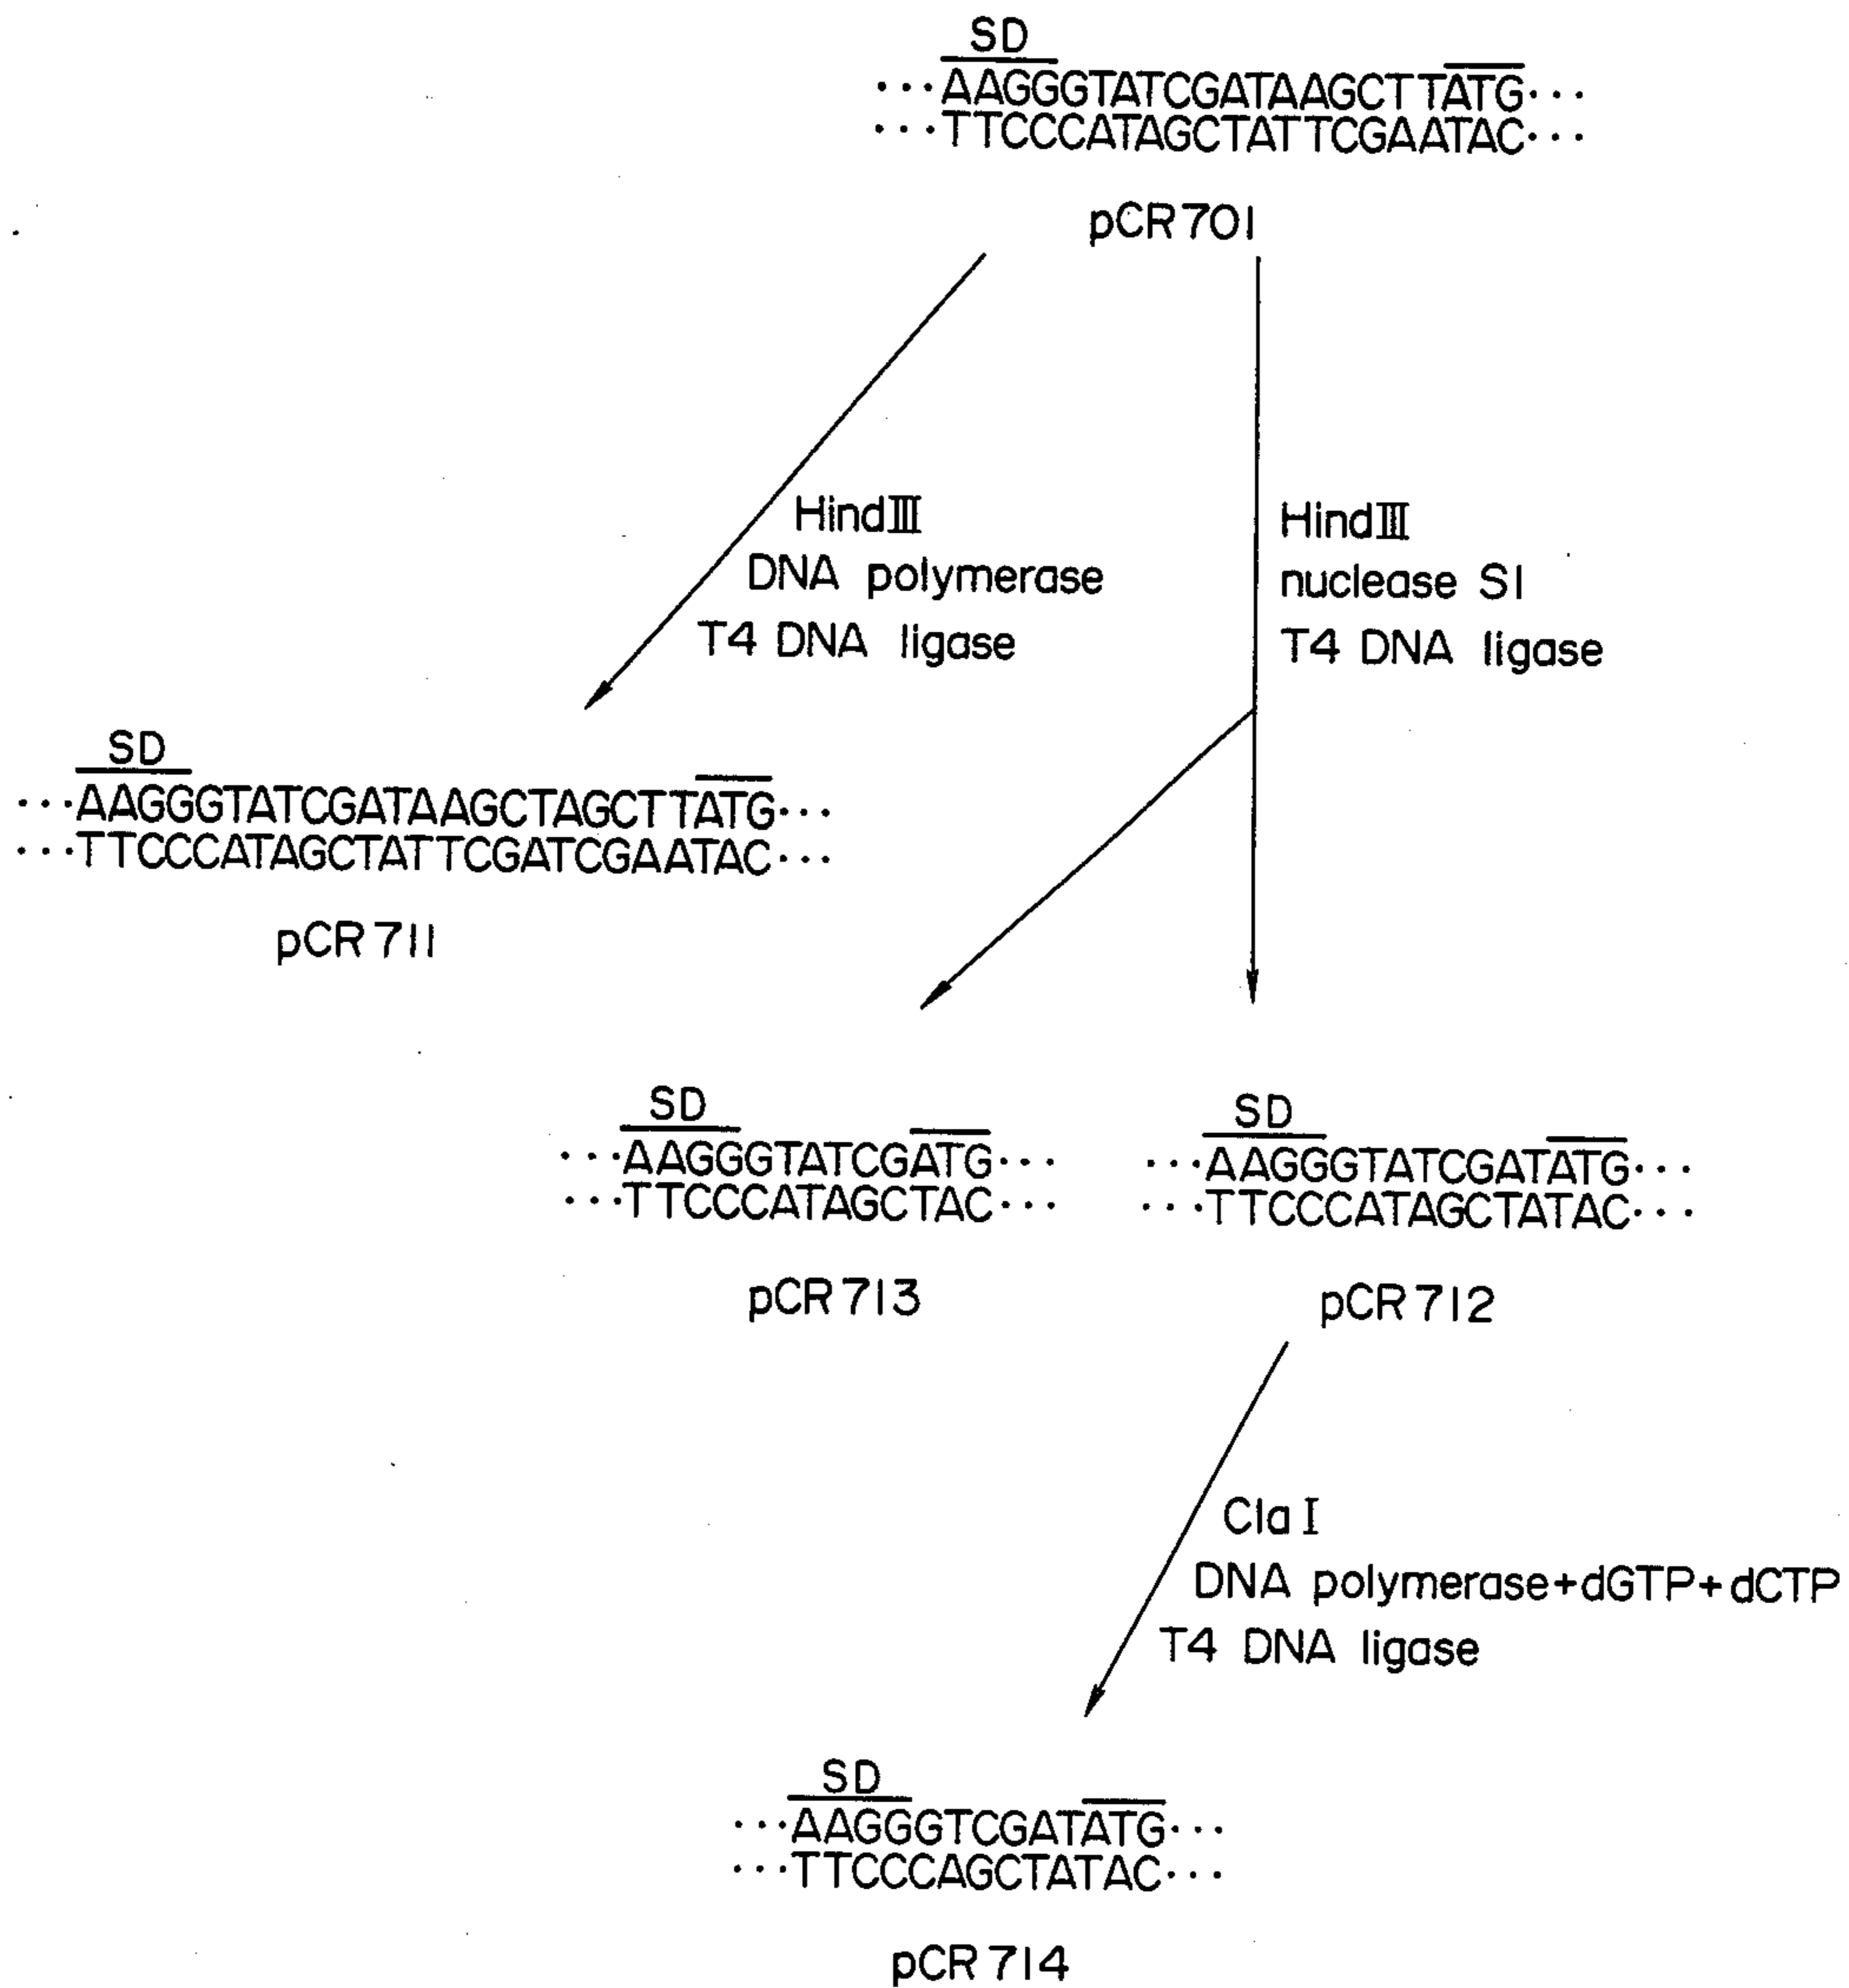 SD
···AAGGGTATCGATAAGCTTATG···
···TTCCCATAGCTATTCGAATAC···
pCR701
HindIII
DNA polymerase
T4 DNA ligase
HindIII
nuclease S1
T4 DNA ligase
SD
···AAGGGTATCGATAAGCTAGCTTATG···
···TTCCCATAGCTATTCGATCGAATAC···
pCR711
SD
···AAGGGTATCGATG···
···TTCCCATAGCTAC···
pCR713
SD
···AAGGGTATCGATATG···
···TTCCCATAGCTATAC···
pCR712
ClaI
DNA polymerase+dGTP+dCTP
T4 DNA ligase
SD
···AAGGGTCGATATG···
···TTCCCAGCTATAC···
pCR714